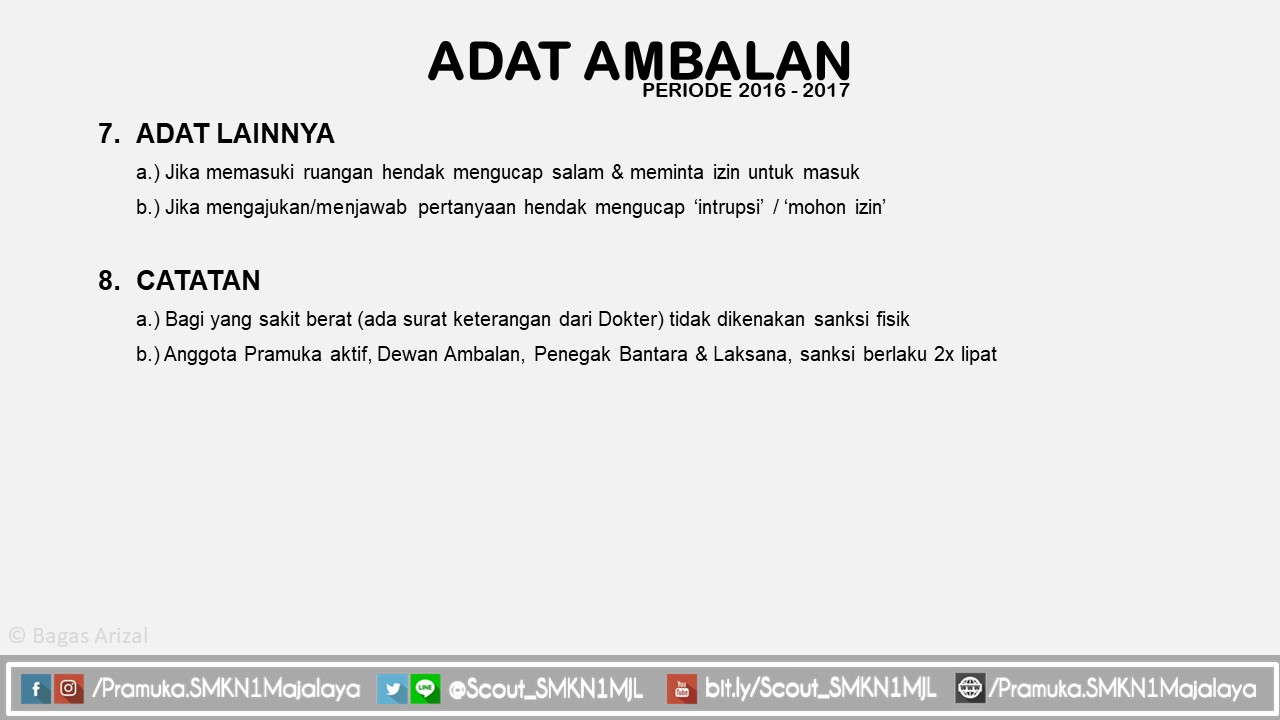 ADAT AMBALAN
PERIODE 2016 - 2017
7. ADAT LAINNYA
a.) Jika memasuki ruangan hendak mengucap salam & meminta izin untuk masuk
b.) Jika mengajukan/menjawab pertanyaan hendak mengucap ‘intrupsi’ / ‘mohon izin’
8. CATATAN
a.) Bagi yang sakit berat (ada surat keterangan dari Dokter) tidak dikenakan sanksi fisik
b.) Anggota Pramuka aktif, Dewan Ambalan, Penegak Bantara & Laksana, sanksi berlaku 2x lipat
© Bagas Arizal
/Pramuka.SMKN1Majalaya @Scout_SMKN1MJL bit.ly/Scout_SMKN1MJL /Pramuka.SMKN1Majalaya